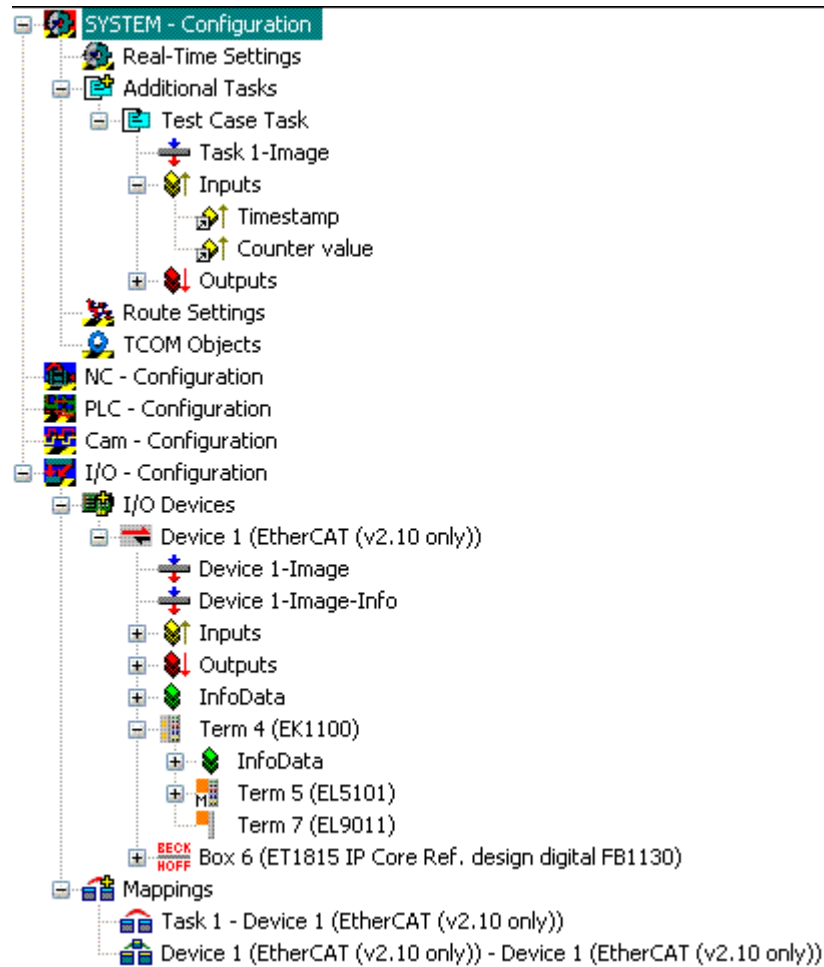 SYSTEM - Configuration
Real-Time Settings
Additional Tasks
Test Case Task
Task 1-Image
Inputs
Timestamp
Counter value
Outputs
Route Settings
TCOM Objects
NC - Configuration
PLC - Configuration
Cam - Configuration
I/O - Configuration
I/O Devices
Device 1 (EtherCAT (v2.10 only))
Device 1-Image
Device 1-Image-Info
Inputs
Outputs
InfoData
Term 4 (EK1100)
InfoData
M Term 5 (EL5101)
Term 7 (EL9011)
BECK HOFF Box 6 (ET1815 IP Core Ref. design digital FB1130)
Mappings
Task 1 - Device 1 (EtherCAT (v2.10 only))
Device 1 (EtherCAT (v2.10 only)) - Device 1 (EtherCAT (v2.10 only))